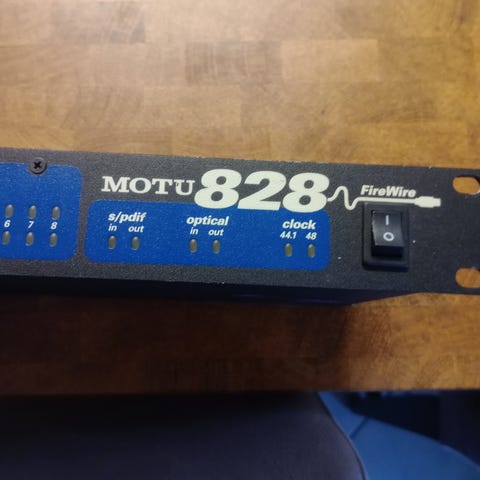 MOTU 828 FireWire
s/pdif optical clock
in out in out 44.1 48
6 7 8
I
O